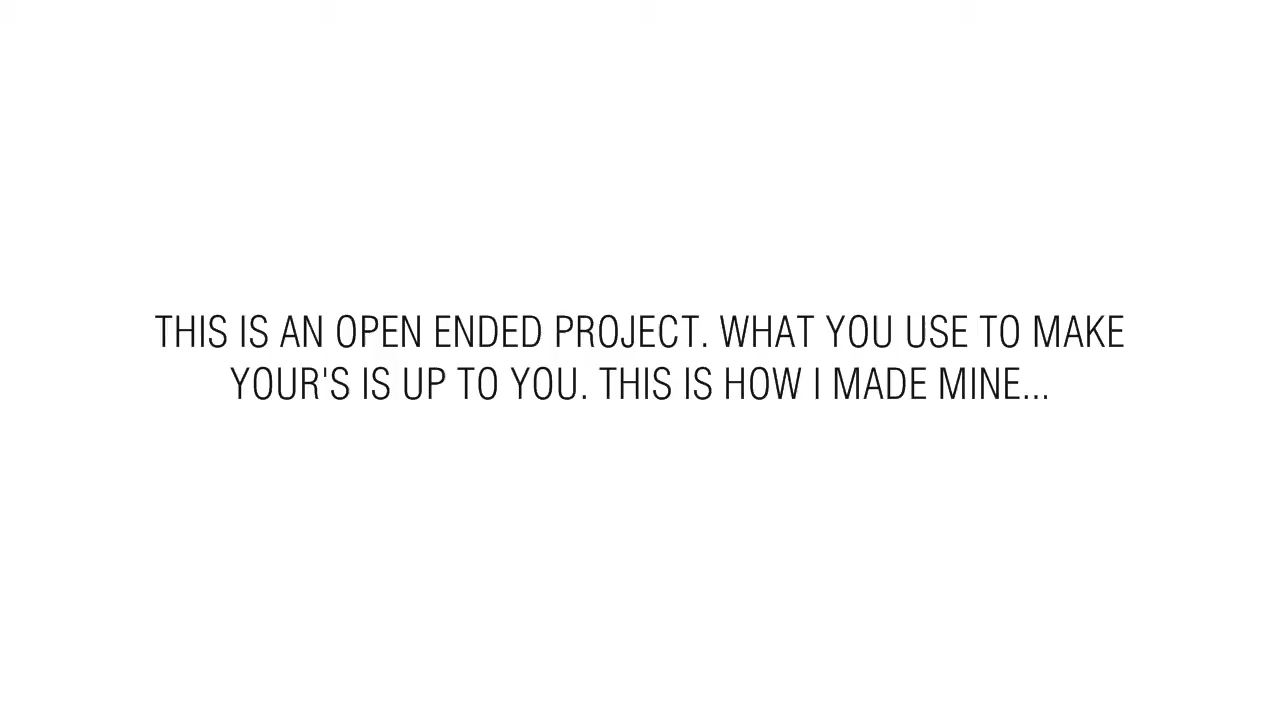 THIS IS AN OPEN ENDED PROJECT. WHAT YOU USE TO MAKE
YOUR'S IS UP TO YOU. THIS IS HOW I MADE MINE...